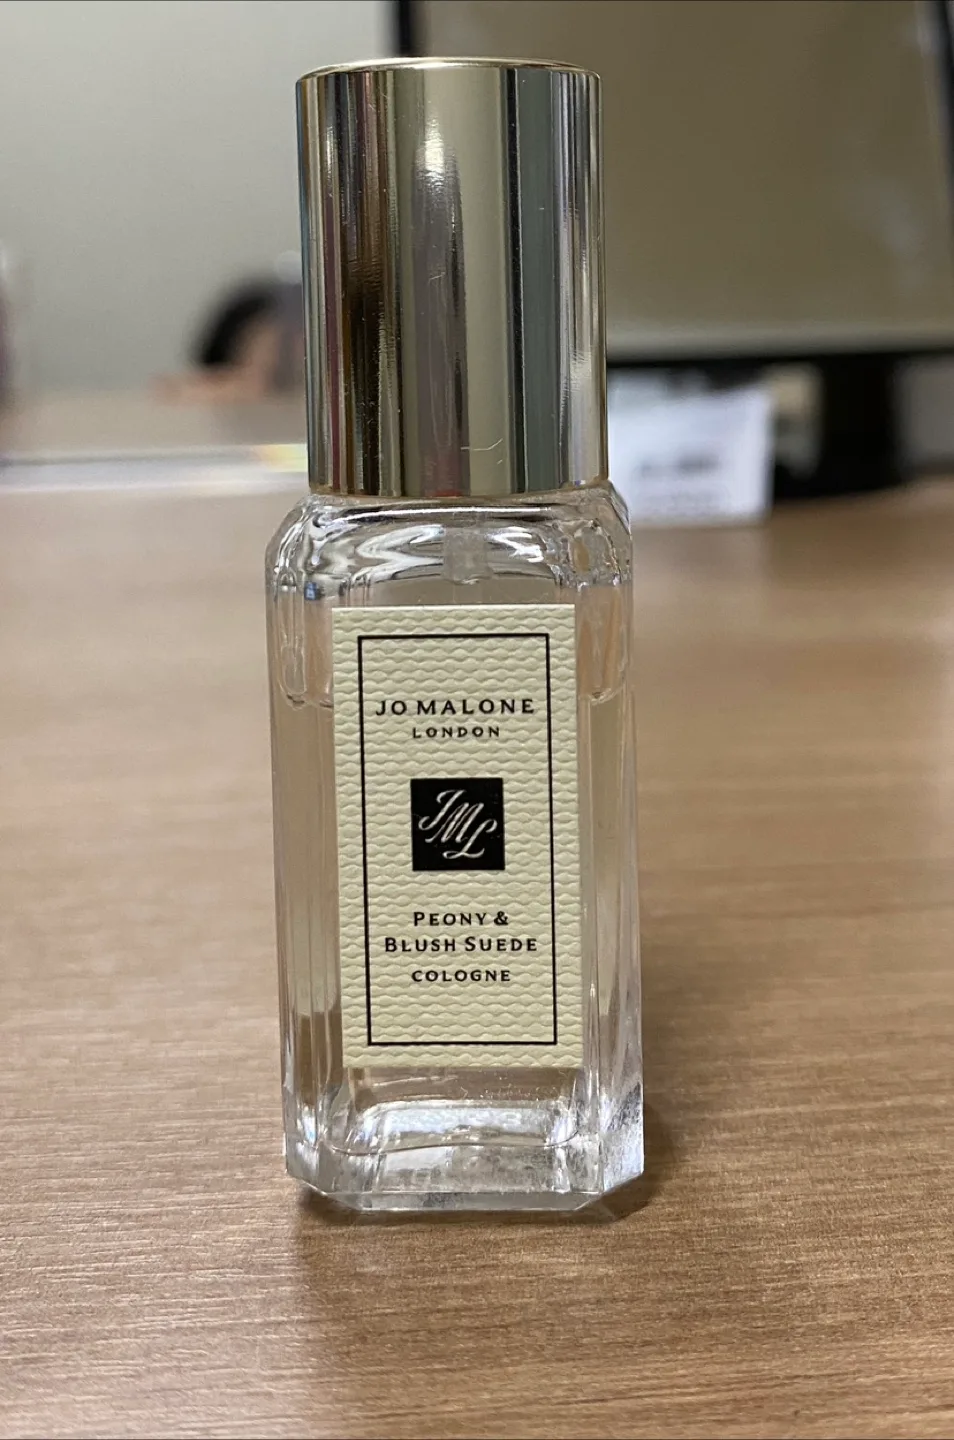 JO MALONE
LONDON
JML
PEONY &
BLUSH SUEDE
COLOGNE